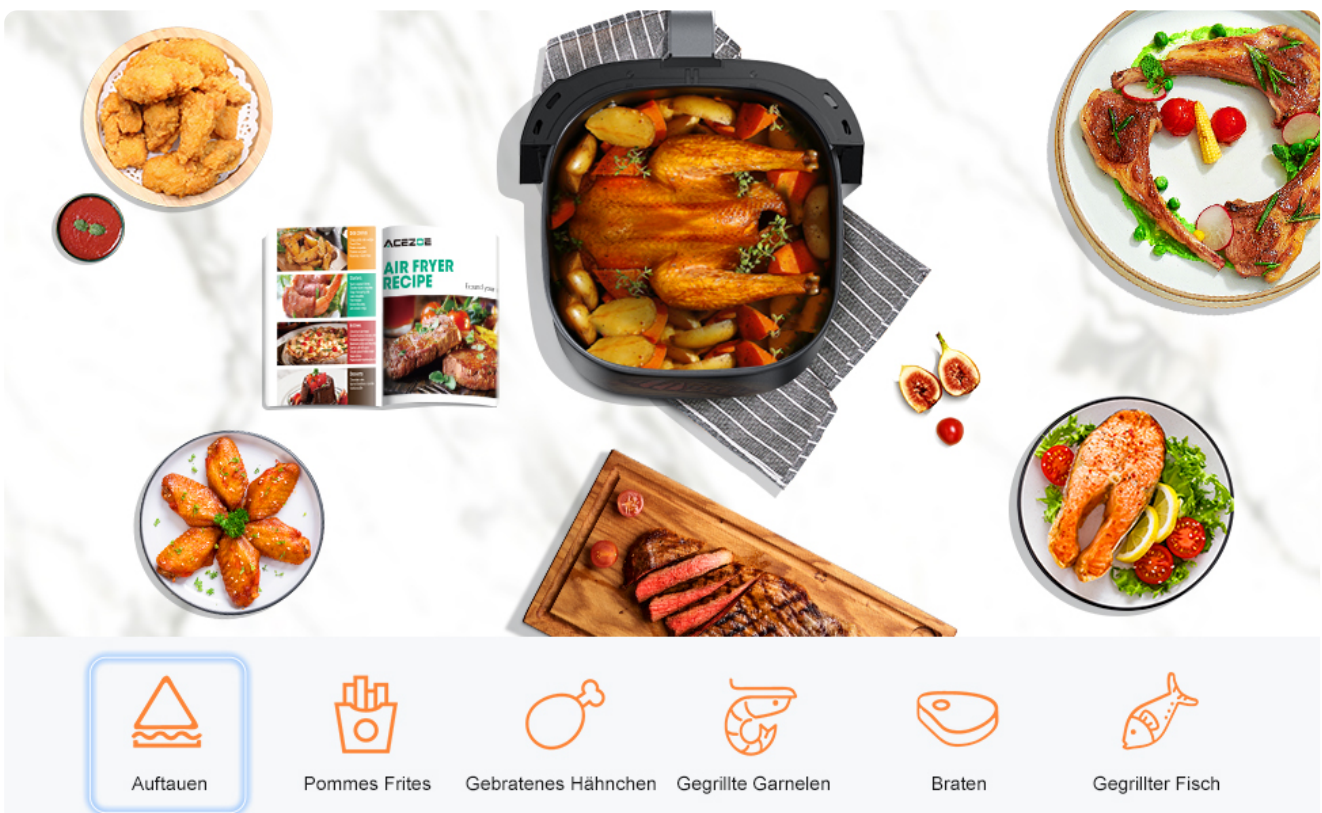 ACEZOE
AIR FRYER
RECIPE
Auftauen
Pommes Frites
Gebratenes Hähnchen
Gegrillte Garnelen
Braten
Gegrillter Fisch